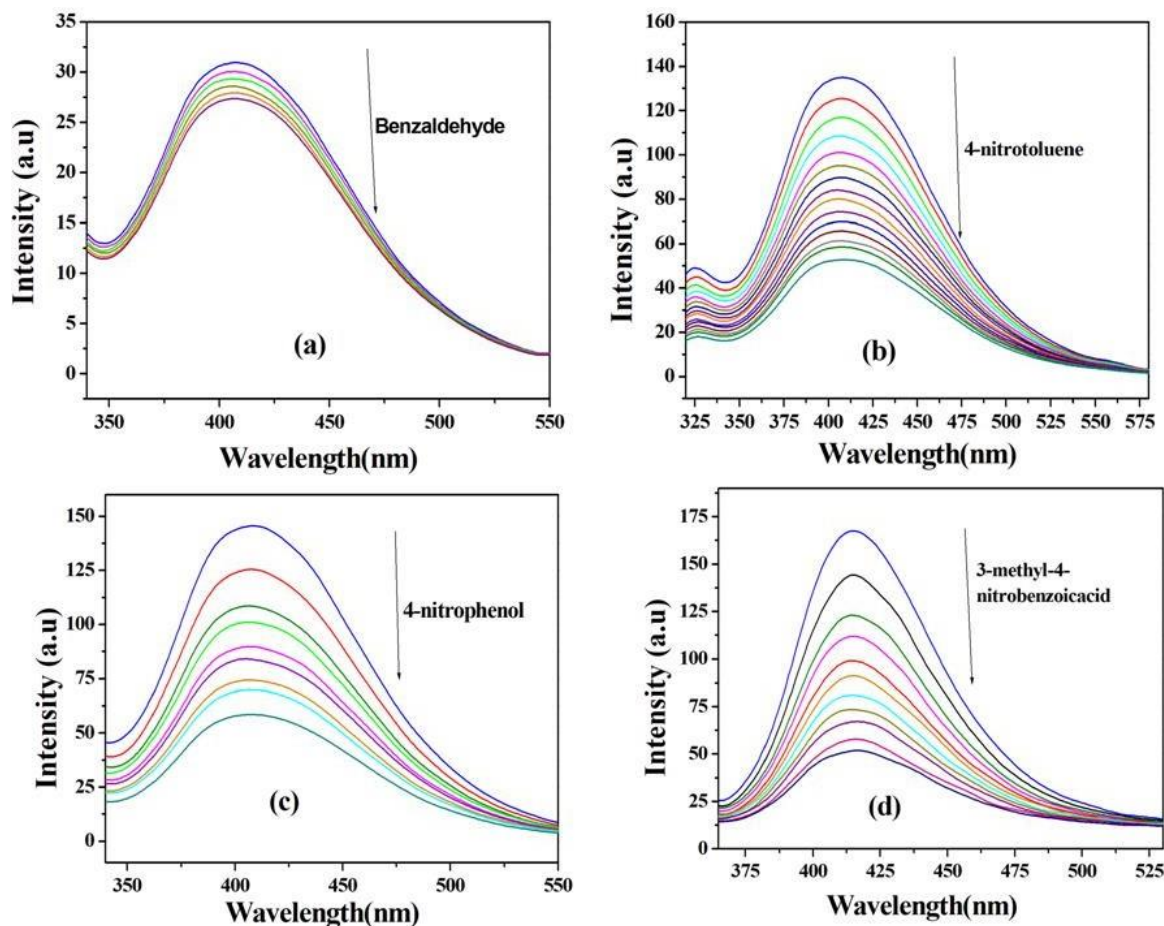 35
30
25
20
15
10
5
0
Intensity (a.u)
Benzaldehyde
(a)
350 400 450 500 550
Wavelength(nm)
160
140
120
100
80
60
40
20
0
Intensity (a.u)
4-nitrotoluene
(b)
325 350 375 400 425 450 475 500 525 550 575
Wavelength(nm)
150
125
100
75
50
25
0
Intensity (a.u)
4-nitrophenol
(c)
350 400 450 500 550
Wavelength(nm)
175
150
125
100
75
50
25
0
Intensity (a.u)
3-methyl-4-
nitrobenzoicacid
(d)
375 400 425 450 475 500 525
Wavelength(nm)